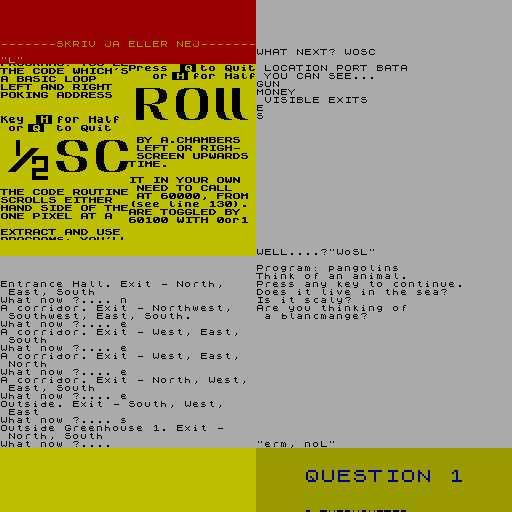 -------SKRIV JA ELLER NEJ-------
"L"
THE CODE WHICH'S
A BASIC LOOP
LEFT AND RIGHT
POKING ADDRESS
Key H for Half
or Q to Quit
½SC
THE CODE ROUTINE
SCROLLS EITHER
HAND SIDE OF THE
ONE PIXEL AT A
EXTRACT AND USE
Press Q to Quit
or H for Half
ROLL
BY A.CHAMBERS
LEFT OR RIGH-
SCREEN UPWARDS
TIME.
IT IN YOUR OWN
NEED TO CALL
AT 60000, FROM
(see line 130).
ARE TOGGLED BY
60100 WITH 0or1
WHAT NEXT? WOSC
LOCATION PORT BATA
YOU CAN SEE...
GUN
MONEY
VISIBLE EXITS
E
S
WELL....?"WoSL"
Entrance Hall. Exit - North,
East, South
What now ?.... n
A corridor. Exit - Northwest,
Southwest, East, South.
What now ?.... e
A corridor. Exit - West, East,
South
What now ?.... e
A corridor. Exit - West, East,
North
What now ?.... e
A corridor. Exit - North, West,
East, South
What now ?.... e
Outside. Exit - South, West,
East
What now ?.... s
Outside Greenhouse 1. Exit -
North, South
What now ?....
Program: pangolins
Think of an animal.
Press any key to continue.
Does it live in the sea?
Is it scaly?
Are you thinking of
a blancmange?
"erm, noL"
QUESTION 1